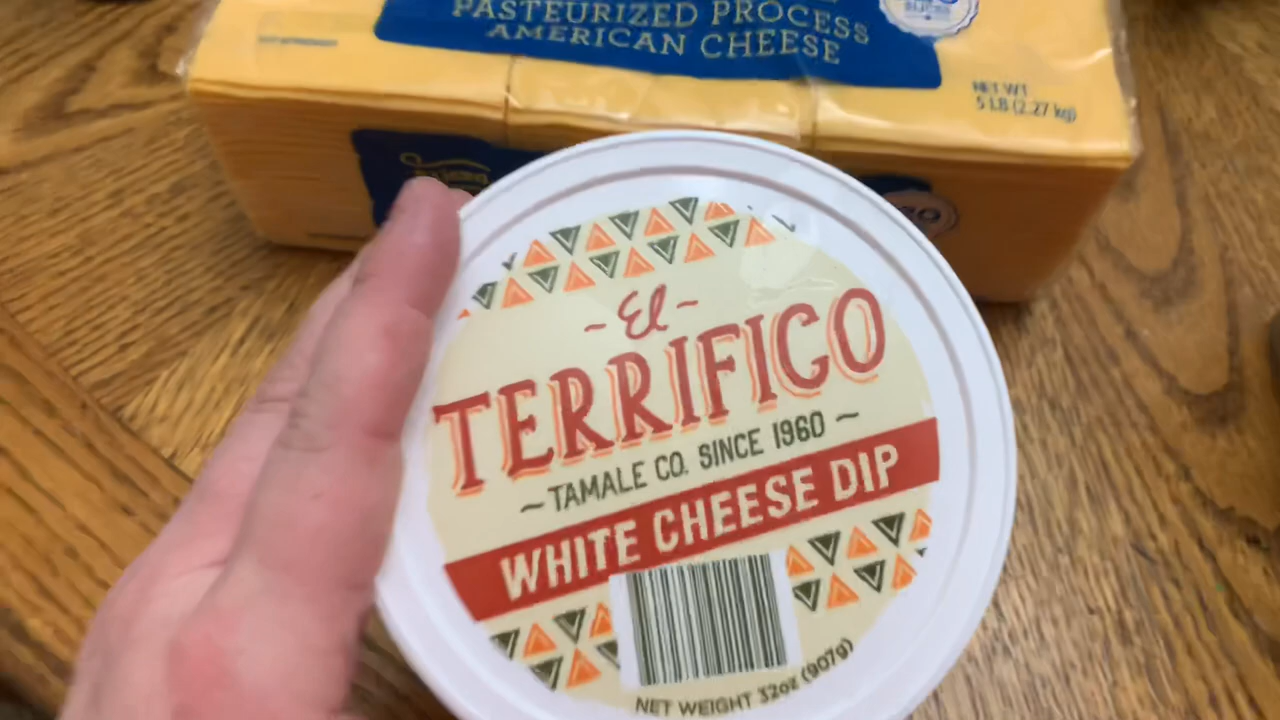 PASTEURIZED PROCESS
AMERICAN CHEESE
NET WT
5 LB (2.27 kg)
~El~
TERRIFICO
~TAMALE CO. SINCE 1960~
WHITE CHEESE DIP
NET WEIGHT 32oz (907g)